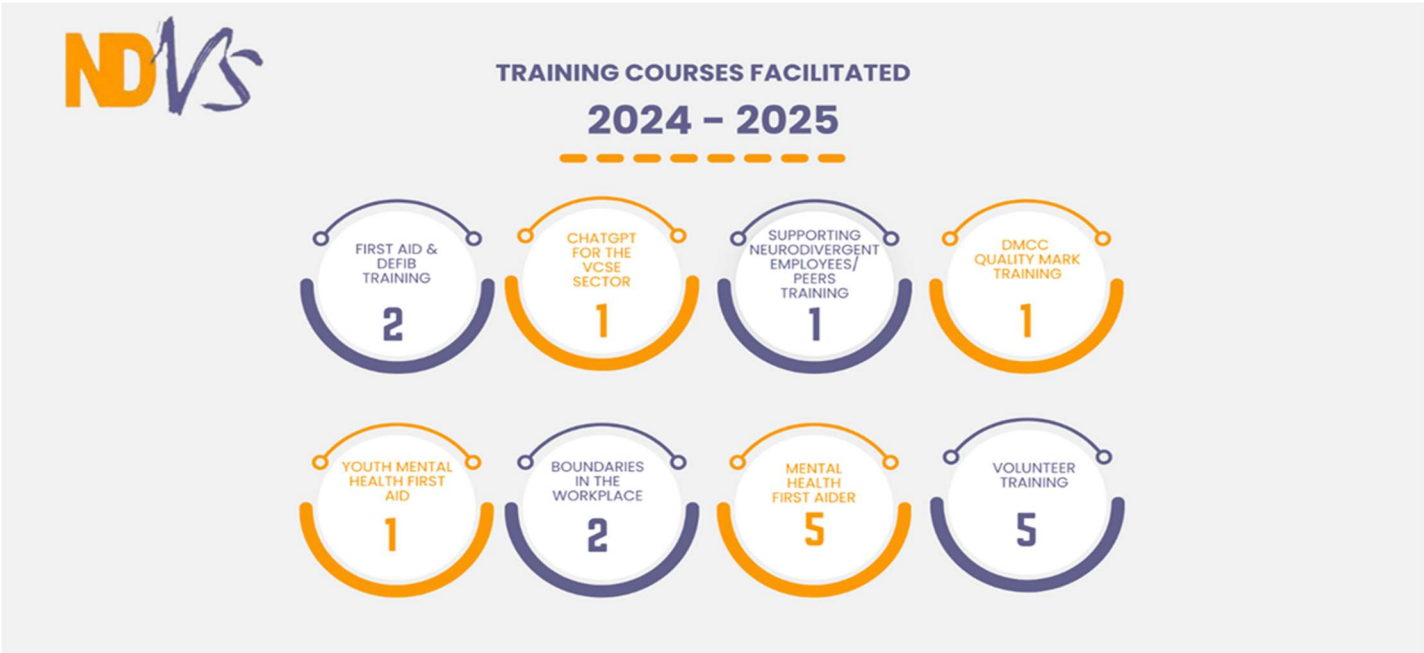 NDVS
TRAINING COURSES FACILITATED
2024 - 2025
FIRST AID &
DEFIB
TRAINING
2
CHATGPT
FOR THE
VCSE
SECTOR
1
SUPPORTING
NEURODIVERGENT
EMPLOYEES/
PEERS
TRAINING
1
DMCC
QUALITY MARK
TRAINING
1
YOUTH MENTAL
HEALTH FIRST
AID
1
BOUNDARIES
IN THE
WORKPLACE
2
MENTAL
HEALTH
FIRST AIDER
5
VOLUNTEER
TRAINING
5